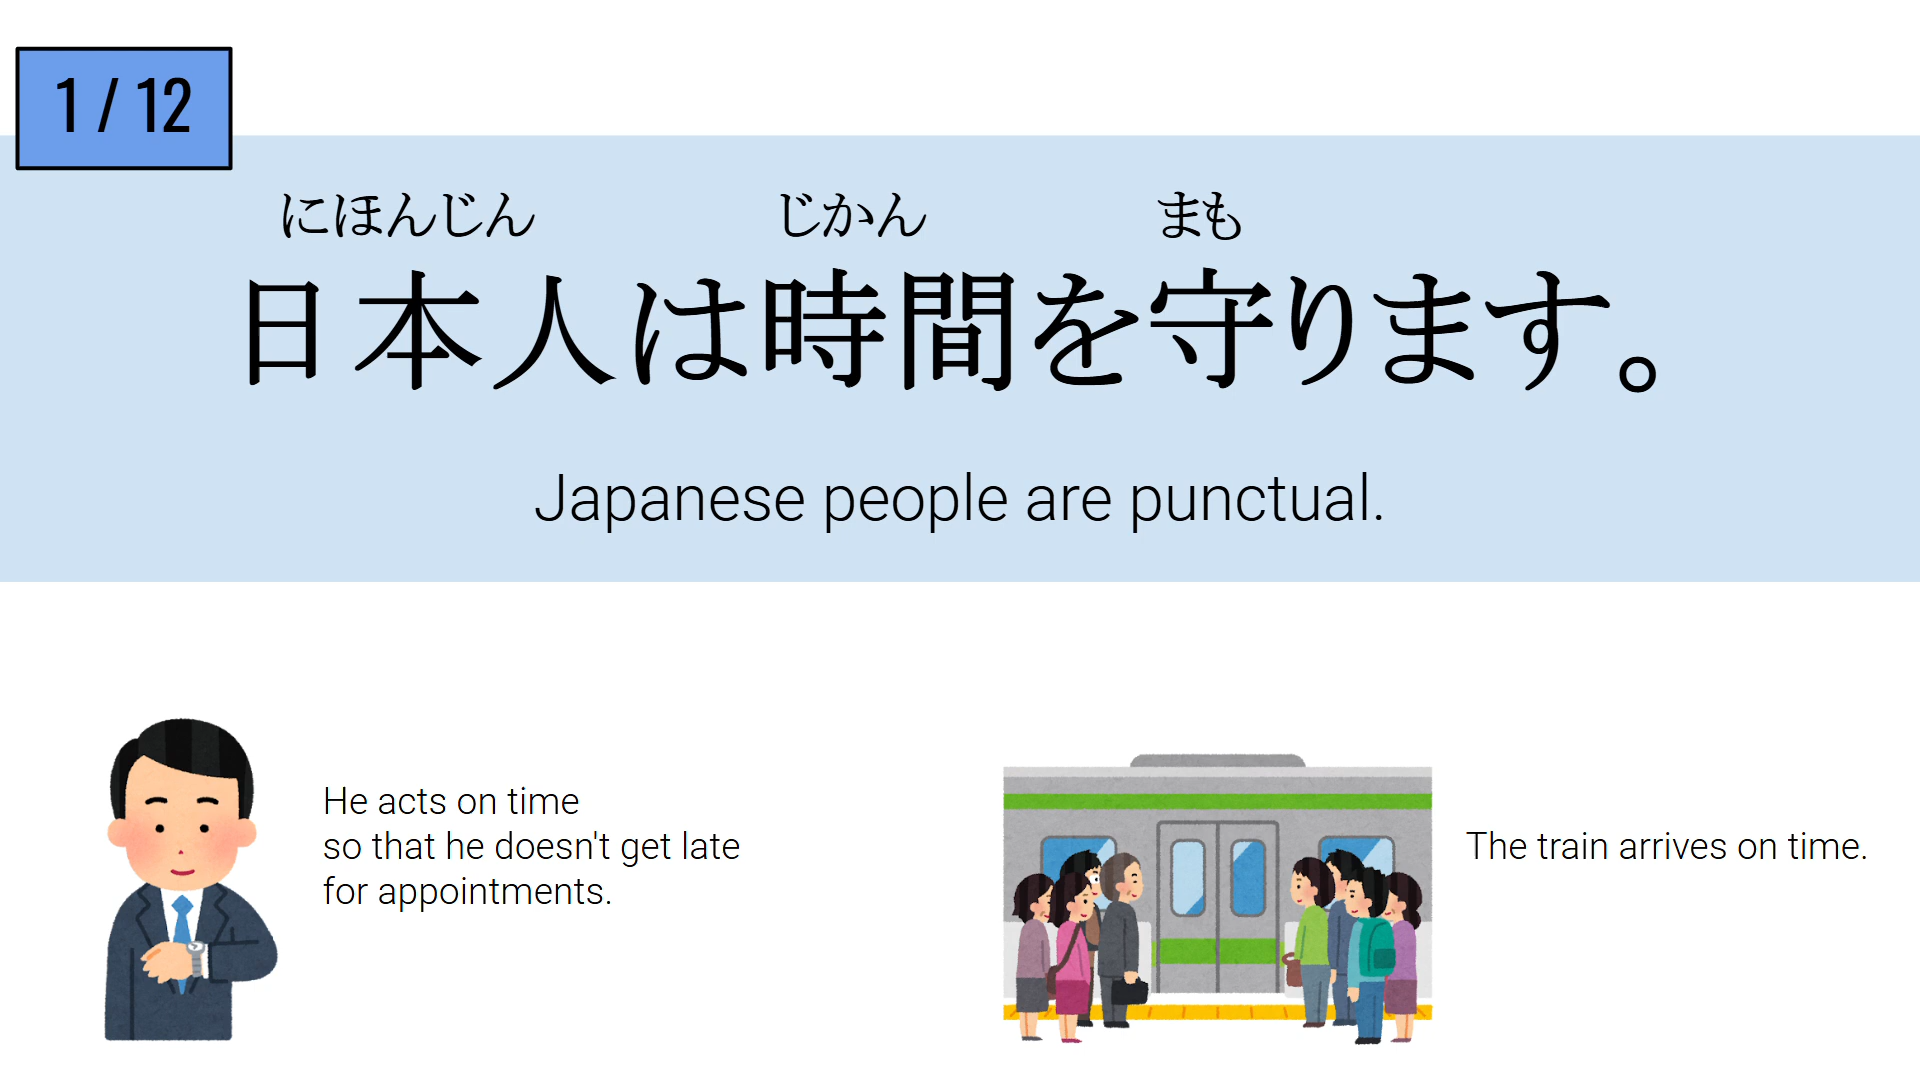 1 / 12
にほんじん じかん まも
日本人は時間を守ります。
Japanese people are punctual.
He acts on time
so that he doesn't get late
for appointments.
The train arrives on time.